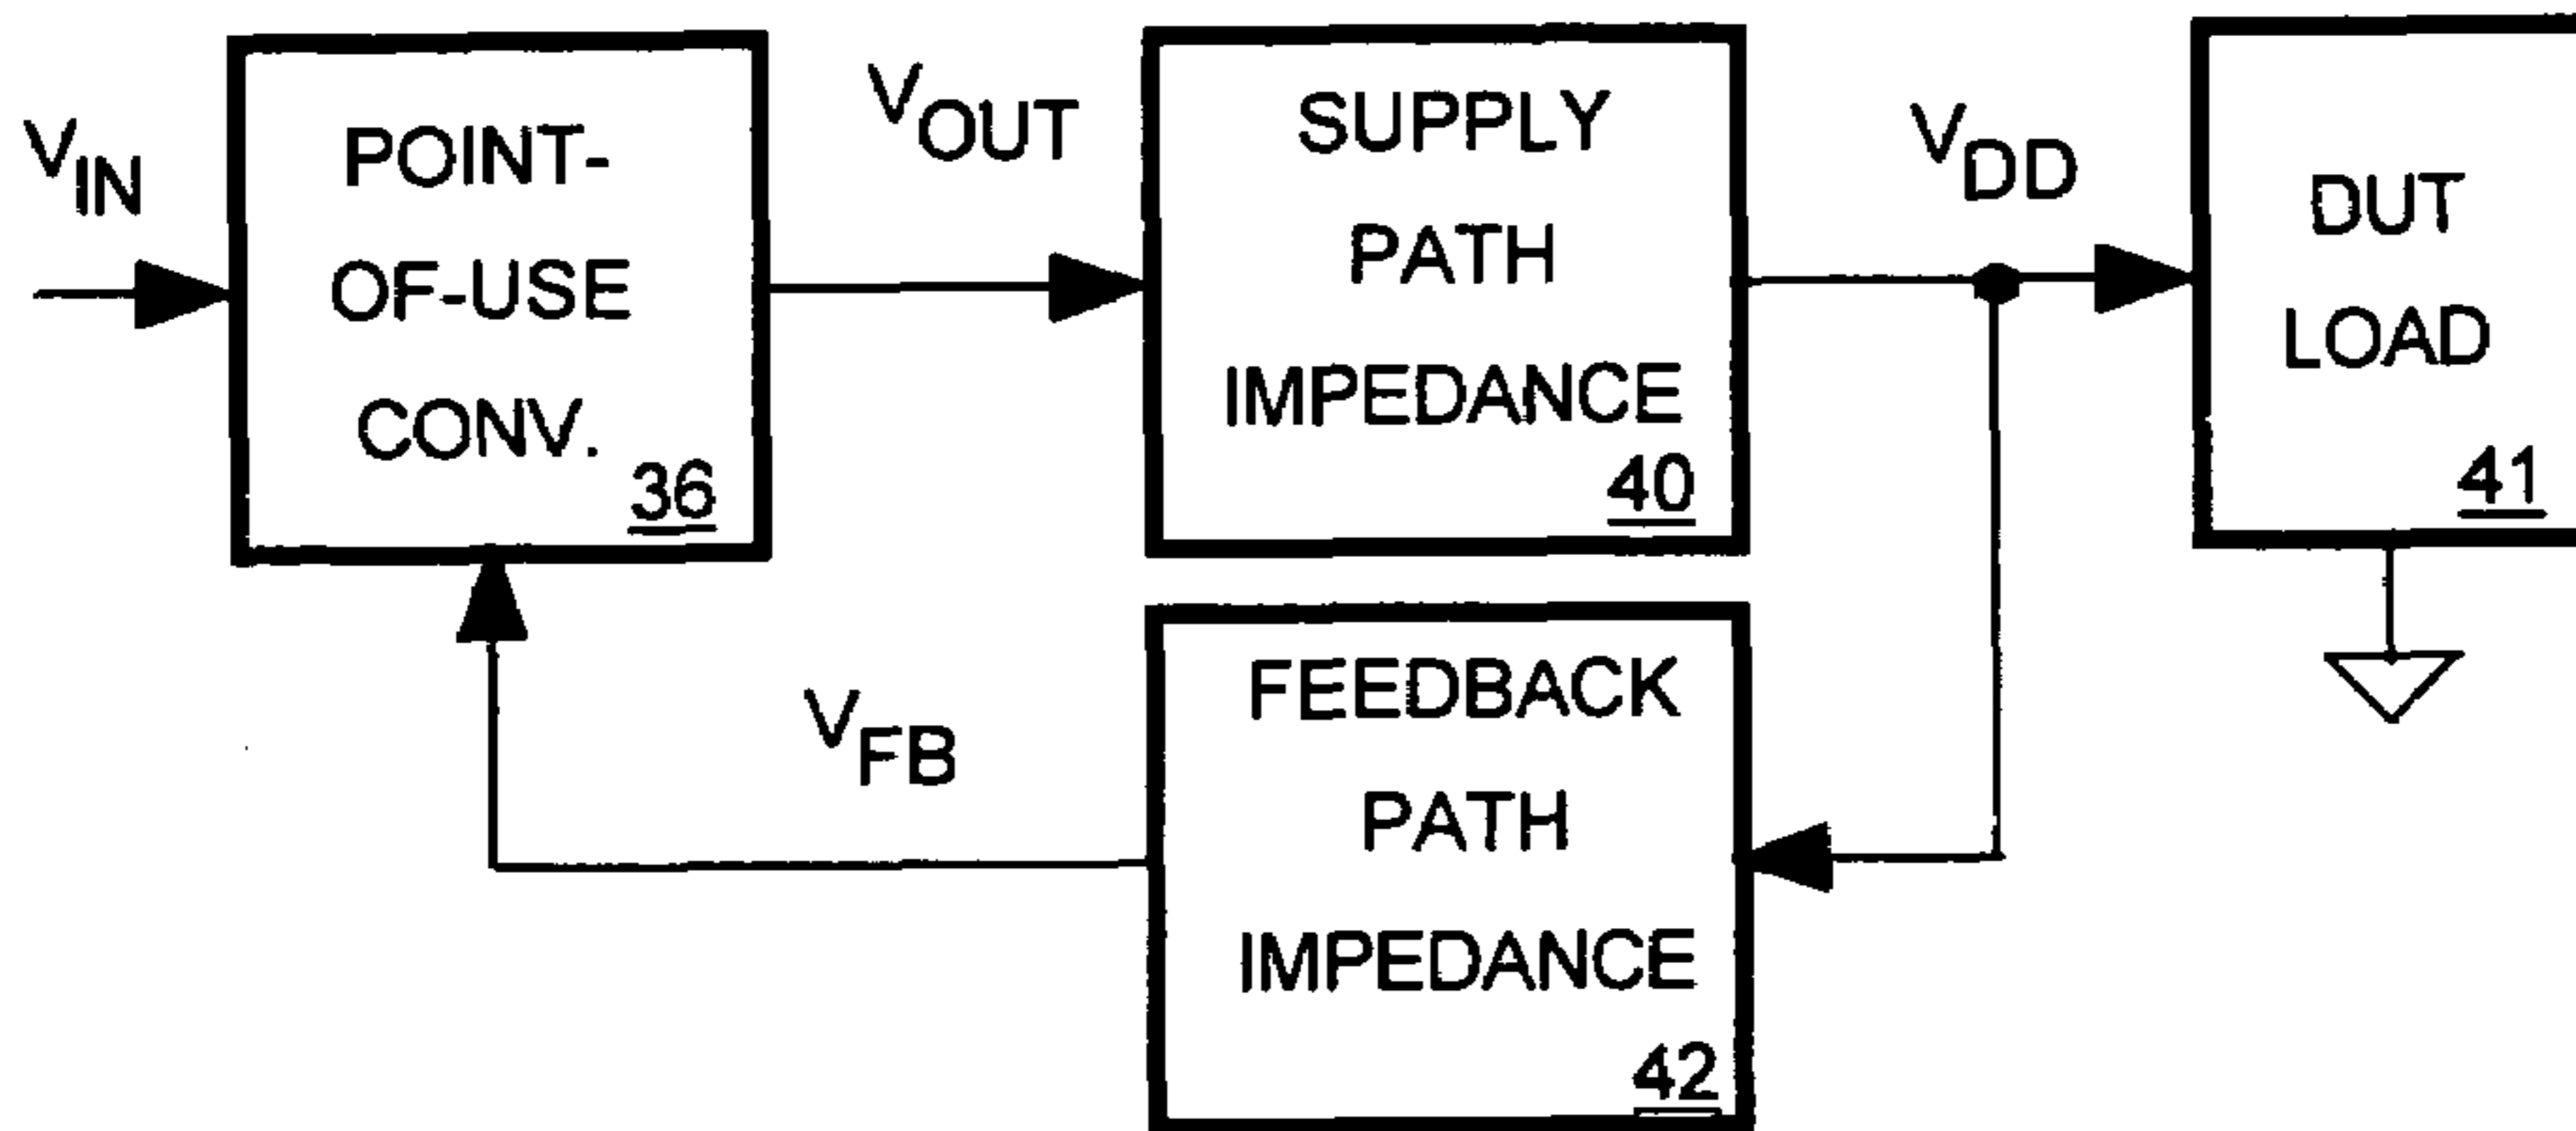 V_IN
POINT-
OF-USE
CONV.
36
V_OUT
SUPPLY
PATH
IMPEDANCE
40
V_DD
DUT
LOAD
41
V_FB
FEEDBACK
PATH
IMPEDANCE
42